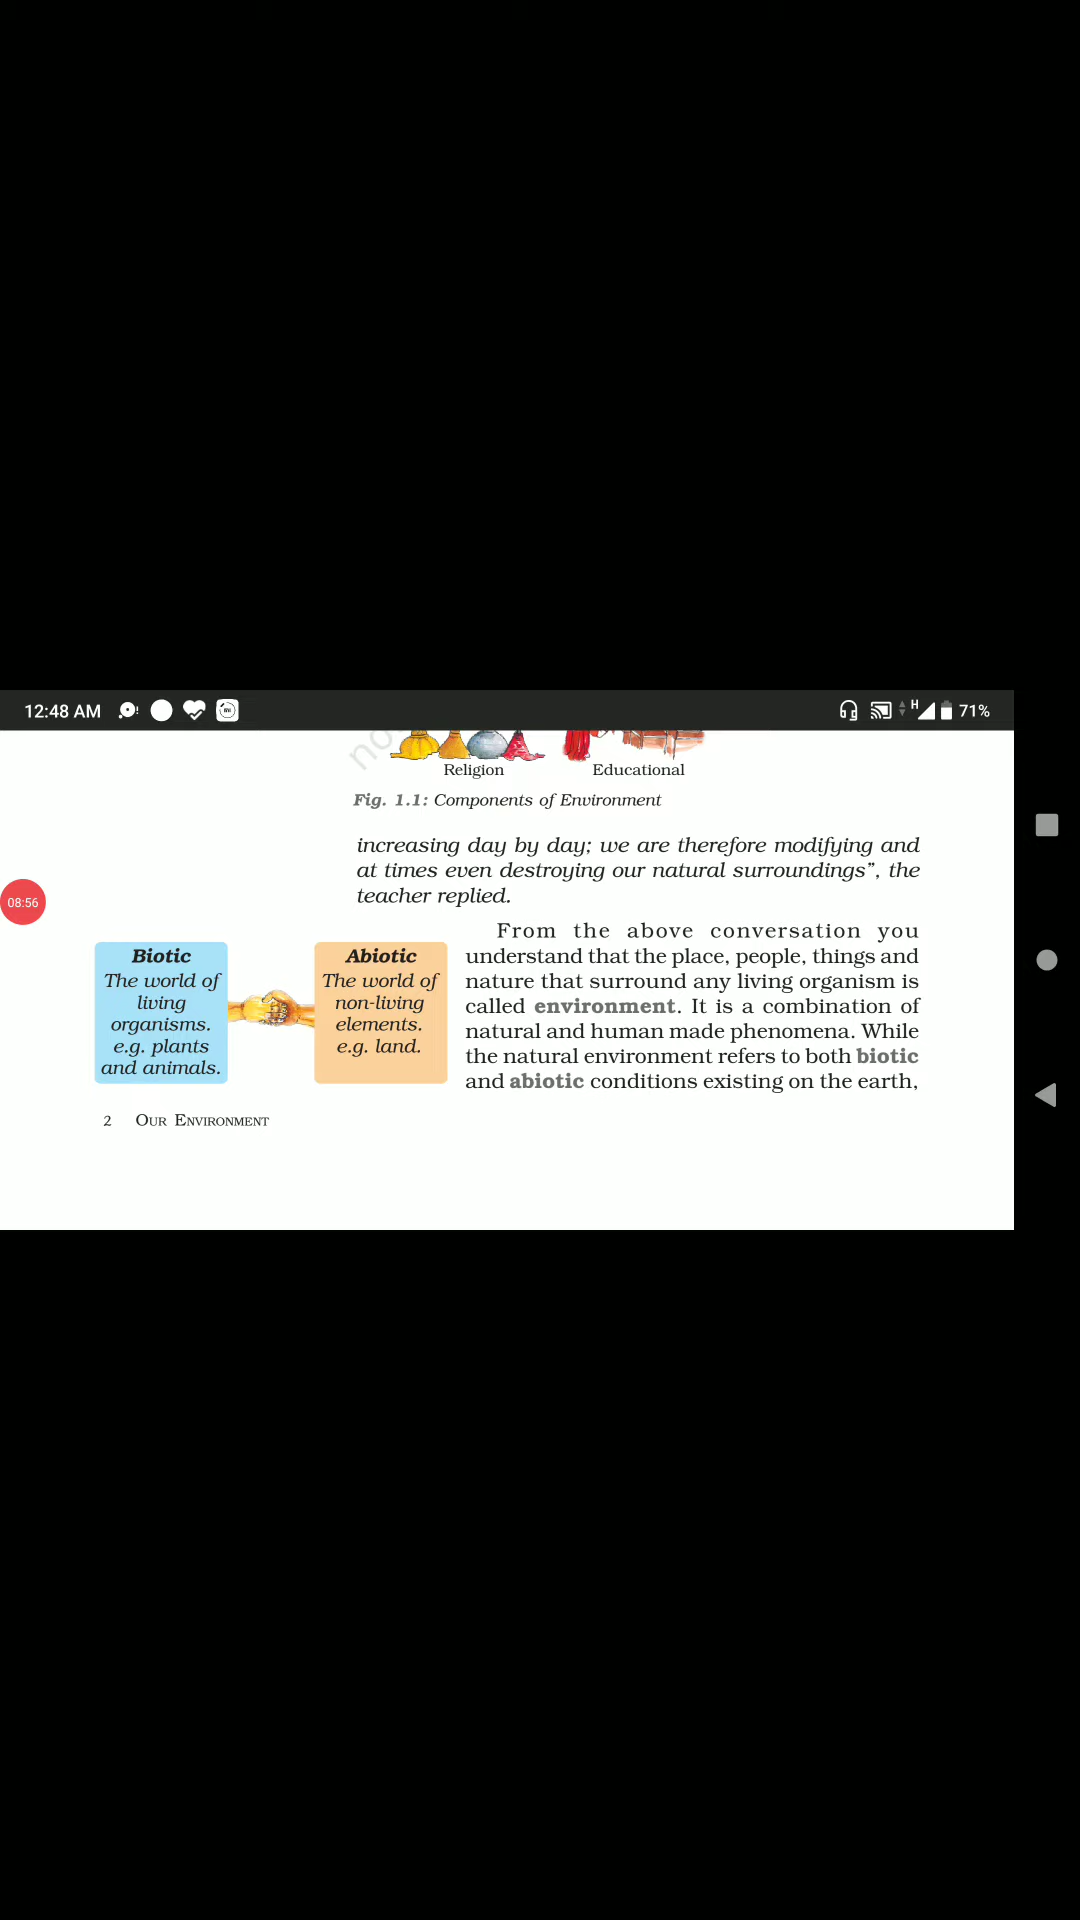 12:48 AM
H
71%
no
Religion Educational
Fig. 1.1: Components of Environment
increasing day by day; we are therefore modifying and
at times even destroying our natural surroundings”, the
teacher replied.
08:56
Biotic
The world of
living
organisms.
e.g. plants
and animals.
Abiotic
The world of
non-living
elements.
e.g. land.
From the above conversation you
understand that the place, people, things and
nature that surround any living organism is
called environment. It is a combination of
natural and human made phenomena. While
the natural environment refers to both biotic
and abiotic conditions existing on the earth,
2 OUR ENVIRONMENT